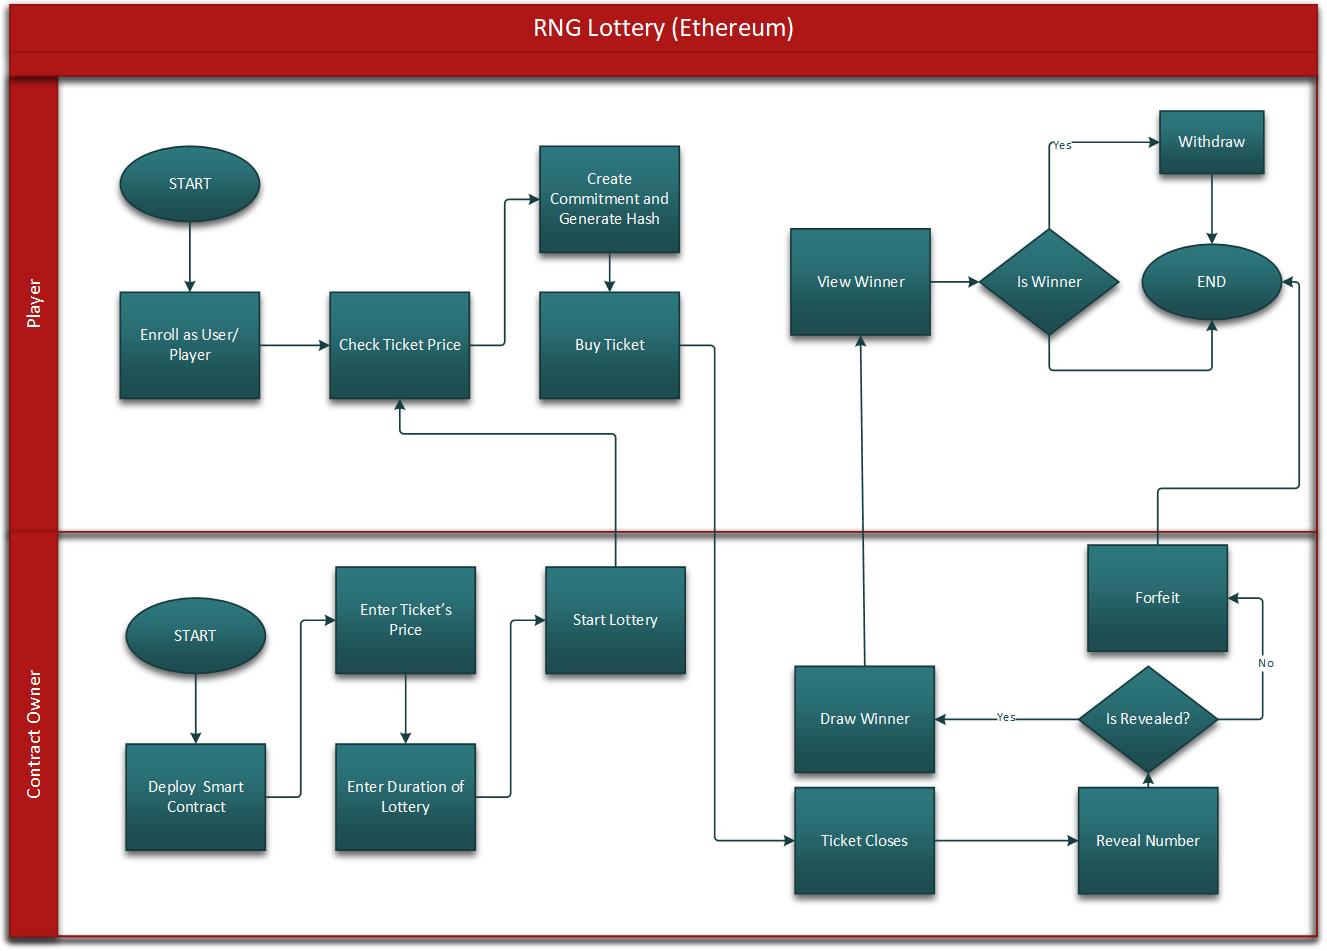 RNG Lottery (Ethereum)
Player
START
Enroll as User/
Player
Check Ticket Price
Create
Commitment and
Generate Hash
Buy Ticket
View Winner
Is Winner
Yes
Withdraw
END
Contract Owner
START
Deploy Smart
Contract
Enter Ticket's
Price
Enter Duration of
Lottery
Start Lottery
Ticket Closes
Reveal Number
Is Revealed?
Yes
No
Draw Winner
Forfeit